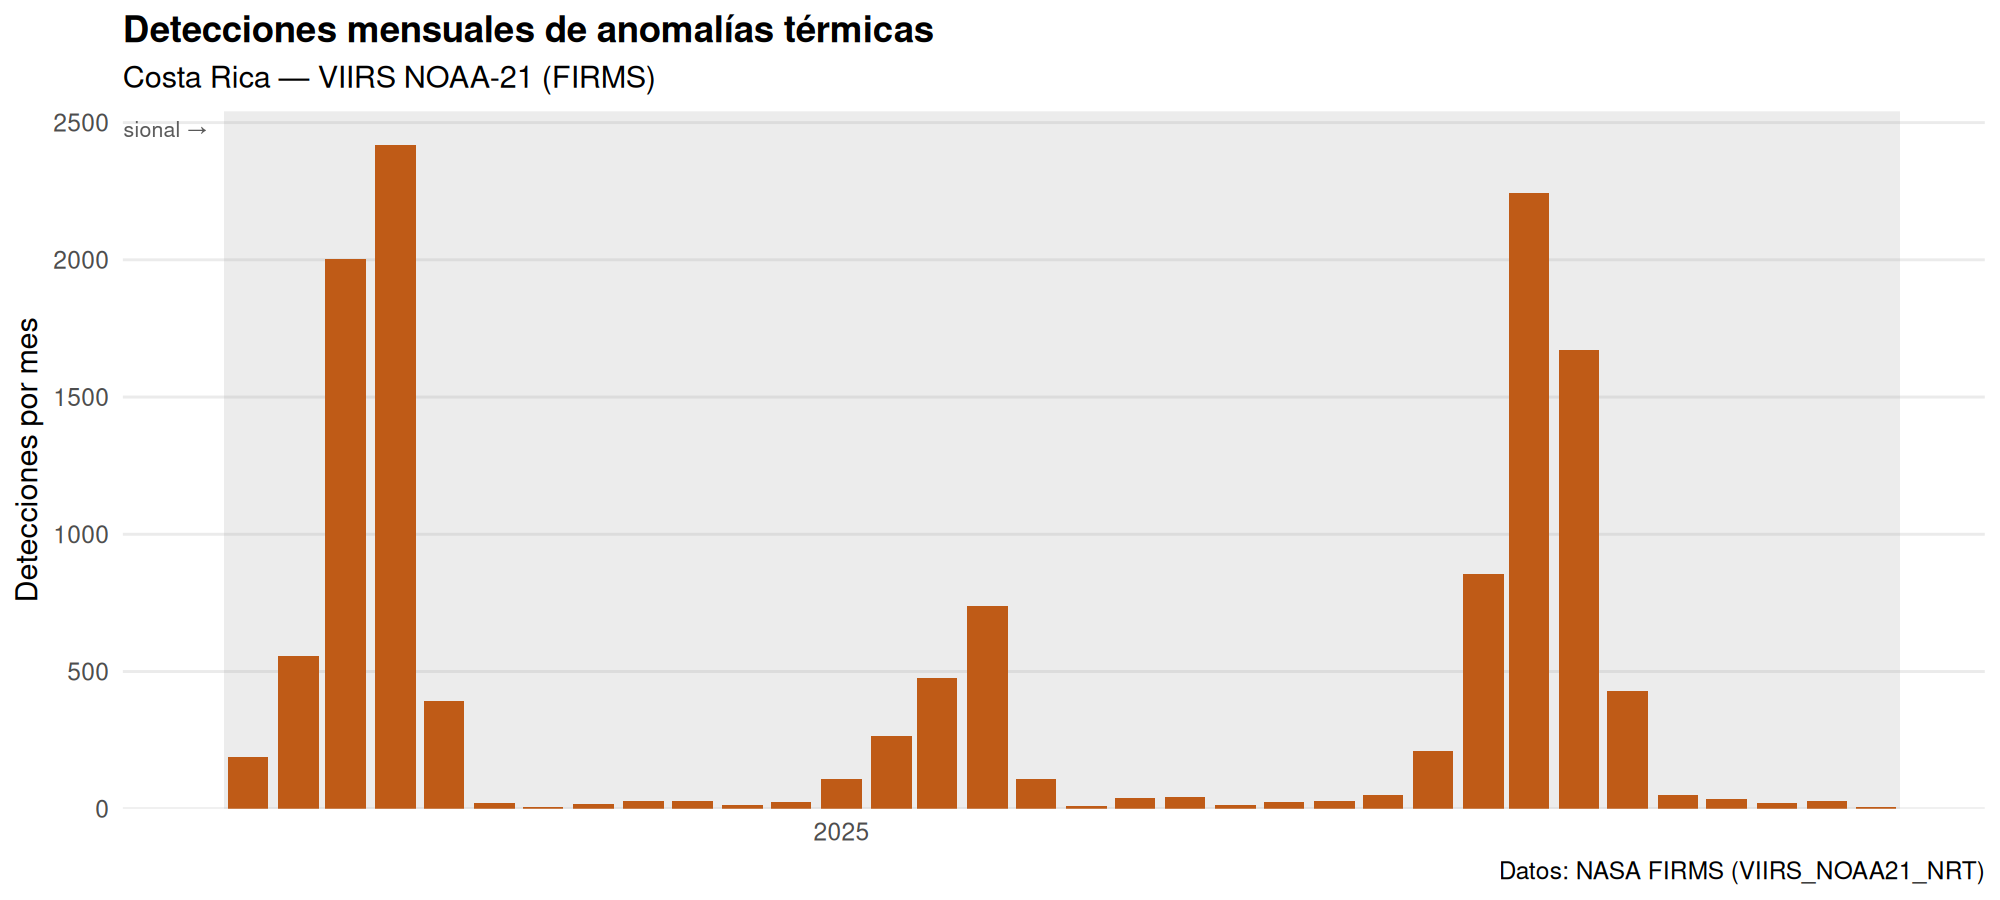 Detecciones mensuales de anomalías térmicas
Costa Rica — VIIRS NOAA-21 (FIRMS)
sional →
Detecciones por mes
2500
2000
1500
1000
500
0
2025
Datos: NASA FIRMS (VIIRS_NOAA21_NRT)